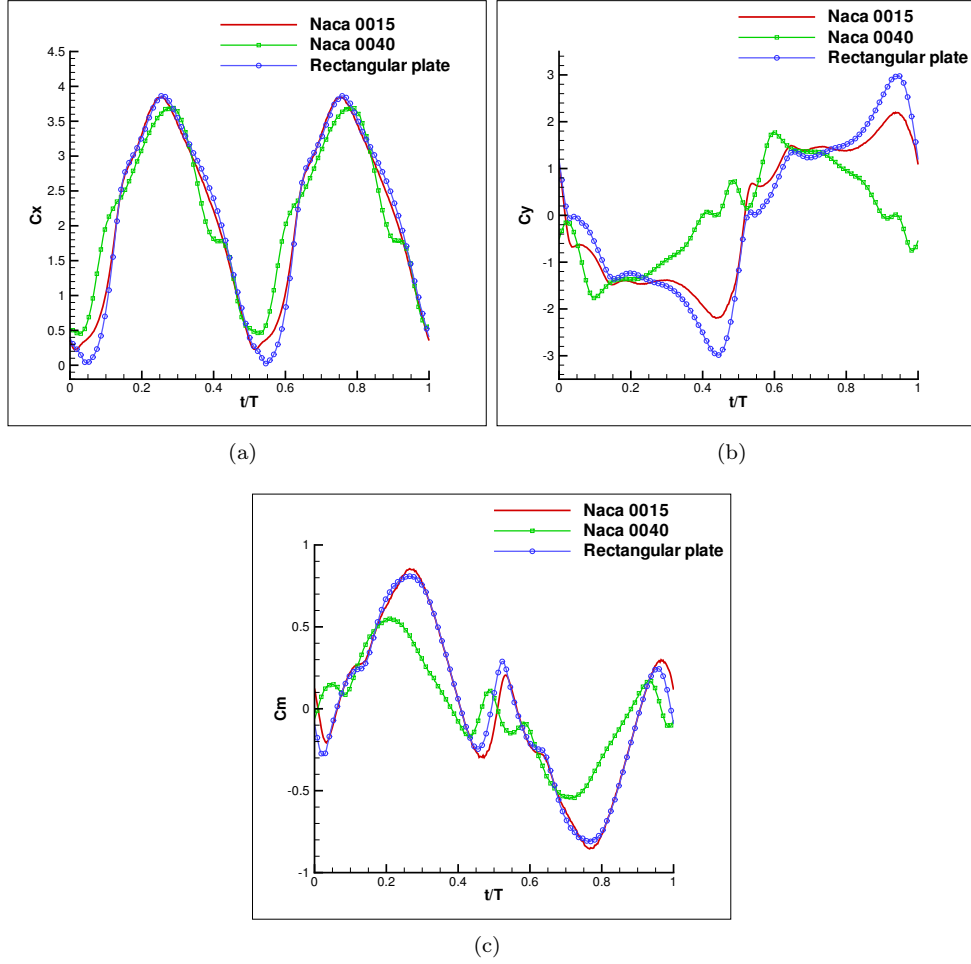 Naca 0015
Naca 0040
Rectangular plate
Cx
4.5
4
3.5
3
2.5
2
1.5
1
0.5
0
0 0.2 0.4 0.6 0.8 1
t/T
(a)
Naca 0015
Naca 0040
Rectangular plate
Cy
3
2
1
0
-1
-2
-3
0 0.2 0.4 0.6 0.8 1
t/T
(b)
Naca 0015
Naca 0040
Rectangular plate
Cm
1
0.5
0
-0.5
-1
0 0.2 0.4 0.6 0.8 1
t/T
(c)